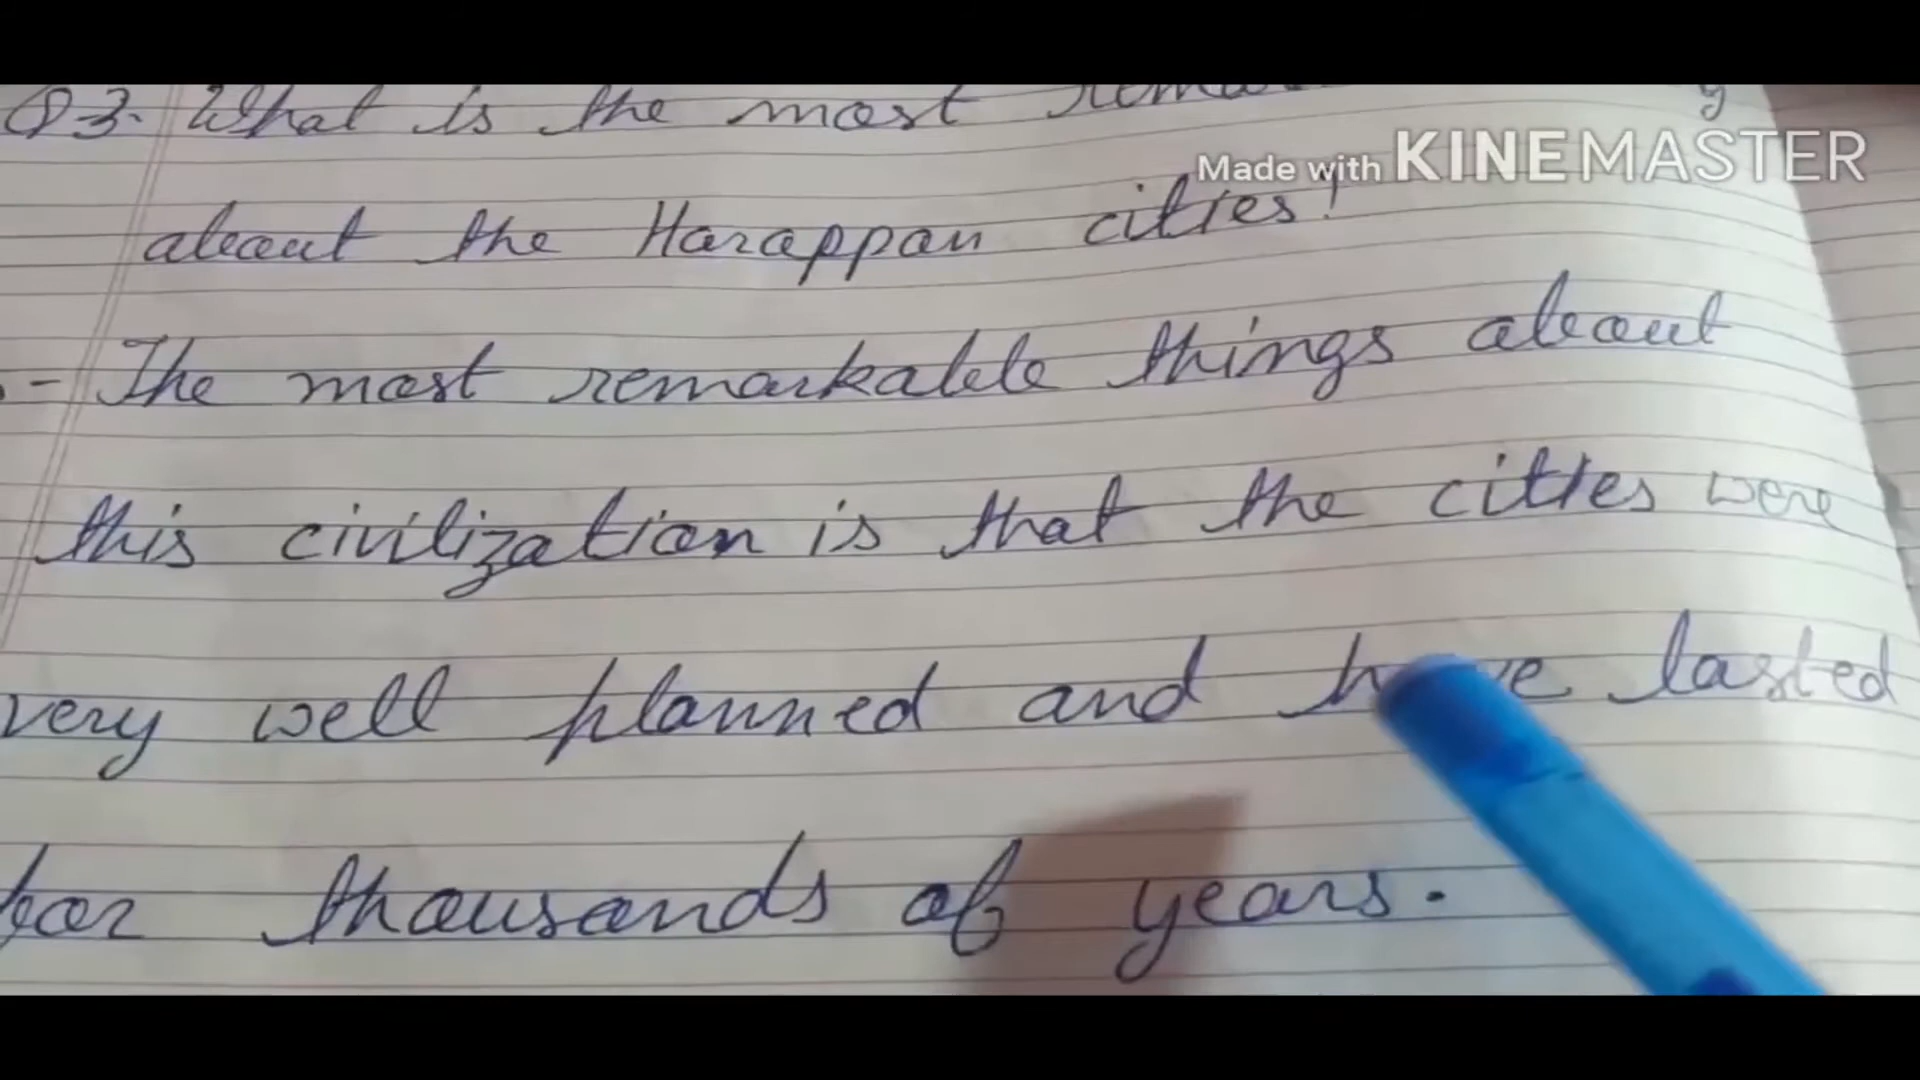 Q3. What is the most
Made with KINEMASTER
about the Harappan cities!
- The most remarkable things about
this civilization is that the cities were
very well planned and have lasted
for thousands of years.